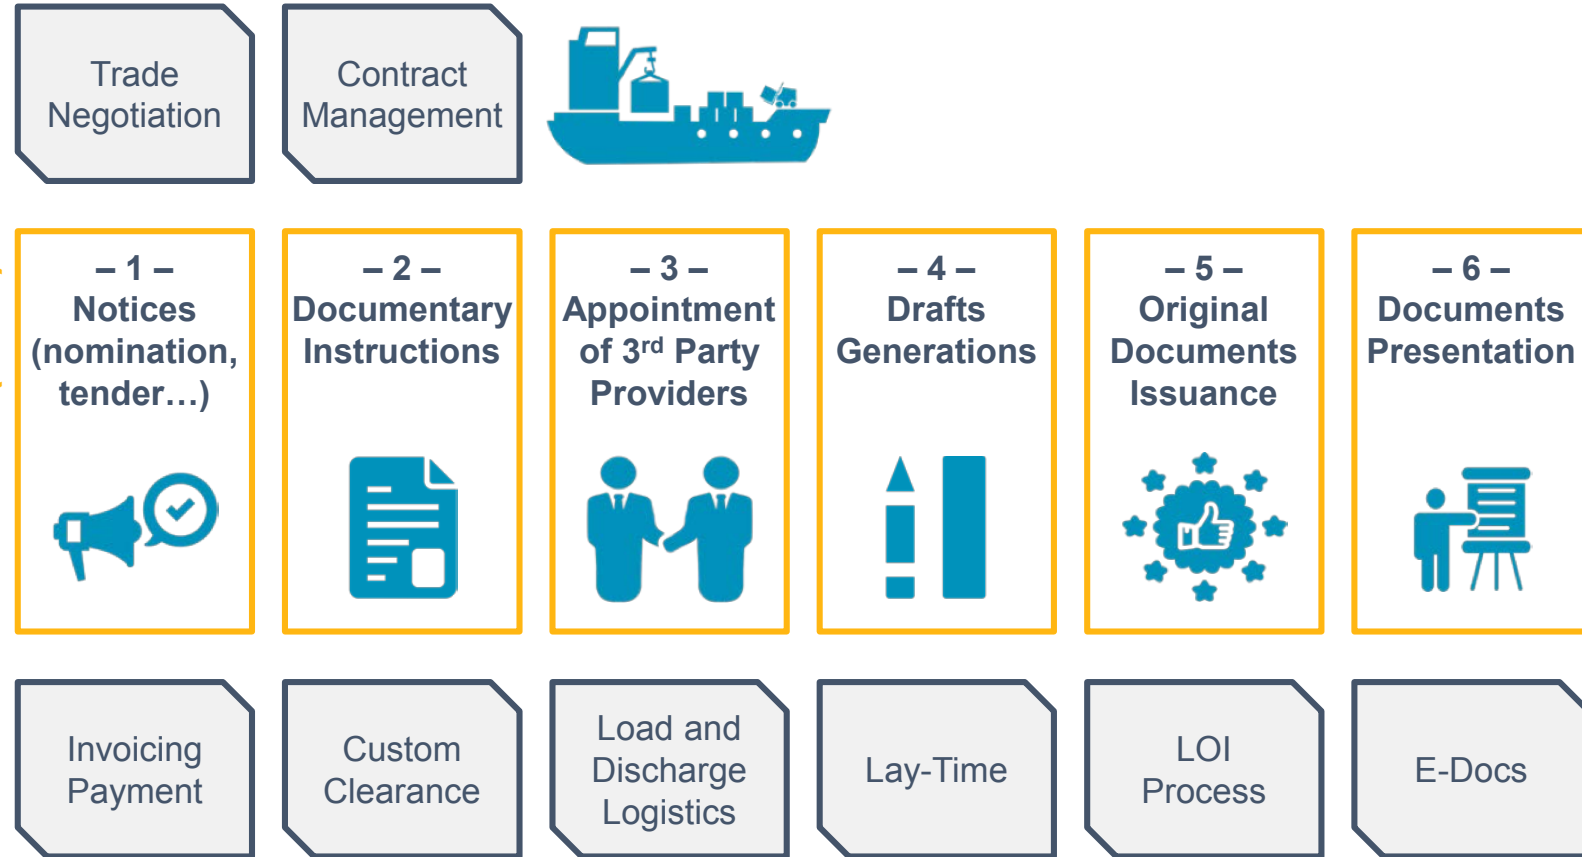 Trade
Negotiation
Contract
Management
– 1 –
Notices
(nomination,
tender…)
– 2 –
Documentary
Instructions
– 3 –
Appointment
of 3rd Party
Providers
– 4 –
Drafts
Generations
– 5 –
Original
Documents
Issuance
– 6 –
Documents
Presentation
Invoicing
Payment
Custom
Clearance
Load and
Discharge
Logistics
Lay-Time
LOI
Process
E-Docs